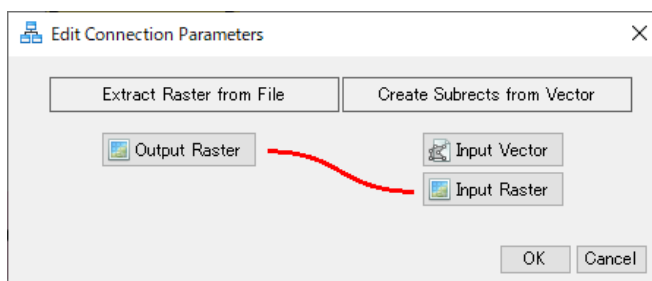 Edit Connection Parameters
Extract Raster from File
Create Subrects from Vector
Output Raster
Input Vector
Input Raster
OK
Cancel